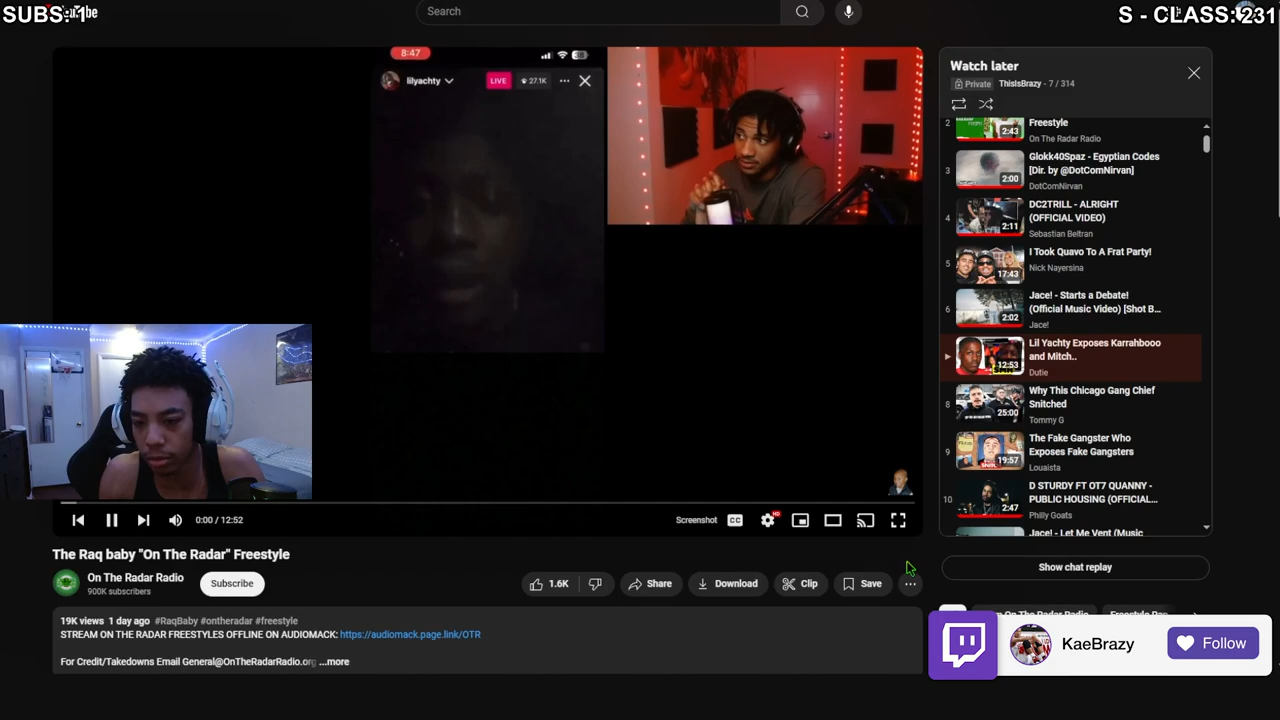 SUBS: 1
Search
S - CLASS: 231
8:47
lilyachty
LIVE
27.1K
Watch later
Private
ThisIsBrazy - 7 / 314
2
2:43
Freestyle
On The Radar Radio
3
2:00
Glokk40Spaz - Egyptian Codes
[Dir. by @DotComNirvan]
DotComNirvan
4
2:11
DC2TRILL - ALRIGHT
(OFFICIAL VIDEO)
Sebastian Beltran
5
17:43
I Took Quavo To A Frat Party!
Nick Nayersina
6
2:02
Jace! - Starts a Debate!
(Official Music Video) [Shot B...
Jace!
12:53
Lil Yachty Exposes Karrahbooo
and Mitch..
Dutie
8
25:00
Why This Chicago Gang Chief
Snitched
Tommy G
9
19:57
The Fake Gangster Who
Exposes Fake Gangsters
Louaista
10
2:47
D STURDY FT OT7 QUANNY -
PUBLIC HOUSING (OFFICIAL...
Philly Goats
Jace! - Let Me Vent (Music
0:00 / 12:52
Screenshot
CC
HD
The Raq baby "On The Radar" Freestyle
On The Radar Radio
900K subscribers
Subscribe
1.6K
Share
Download
Clip
Save
Show chat replay
19K views 1 day ago #RaqBaby #ontheradar #freestyle
STREAM ON THE RADAR FREESTYLES OFFLINE ON AUDIOMACK: https://audiomack.page.link/OTR
For Credit/Takedowns Email General@OnTheRadarRadio.org ...more
KaeBrazy
Follow